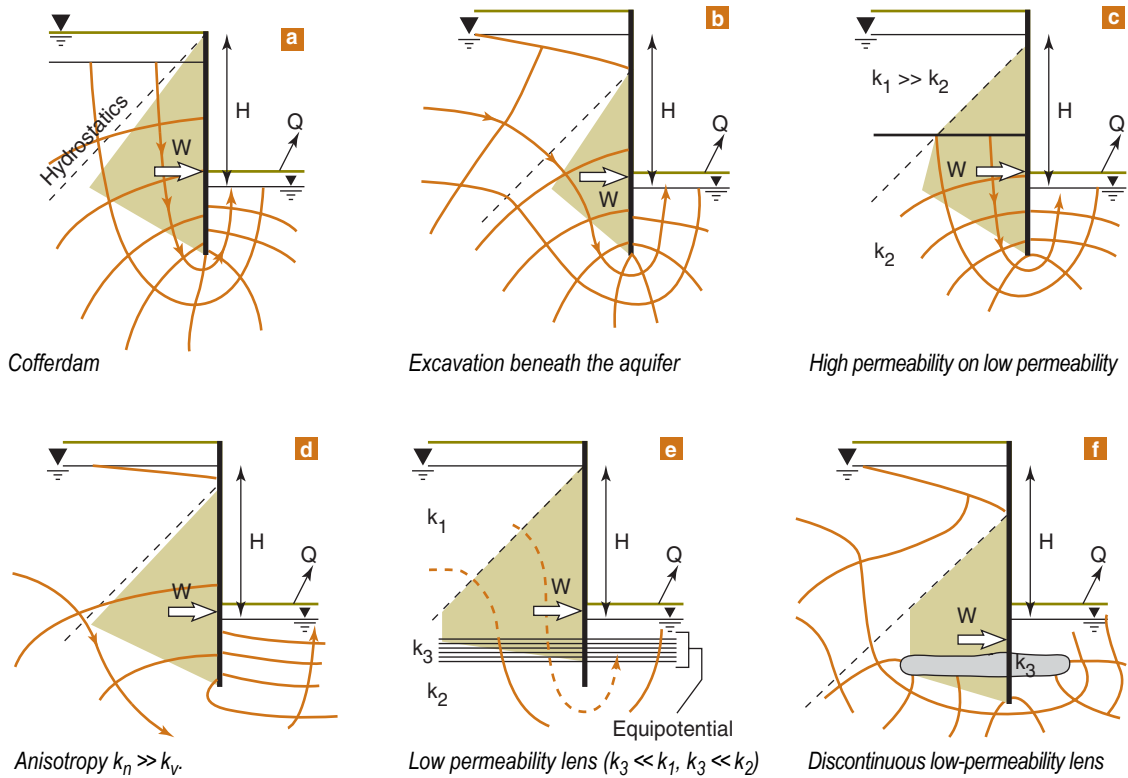 a
Hydrostatics
W
H
Q
Cofferdam
b
H
Q
W
Excavation beneath the aquifer
c
k1 >> k2
H
Q
W
k2
High permeability on low permeability
d
H
Q
W
Anisotropy kn >> kv.
e
k1
H
Q
W
k3
k2
Equipotential
Low permeability lens (k3 << k1, k3 << k2)
f
H
Q
W
k3
Discontinuous low-permeability lens